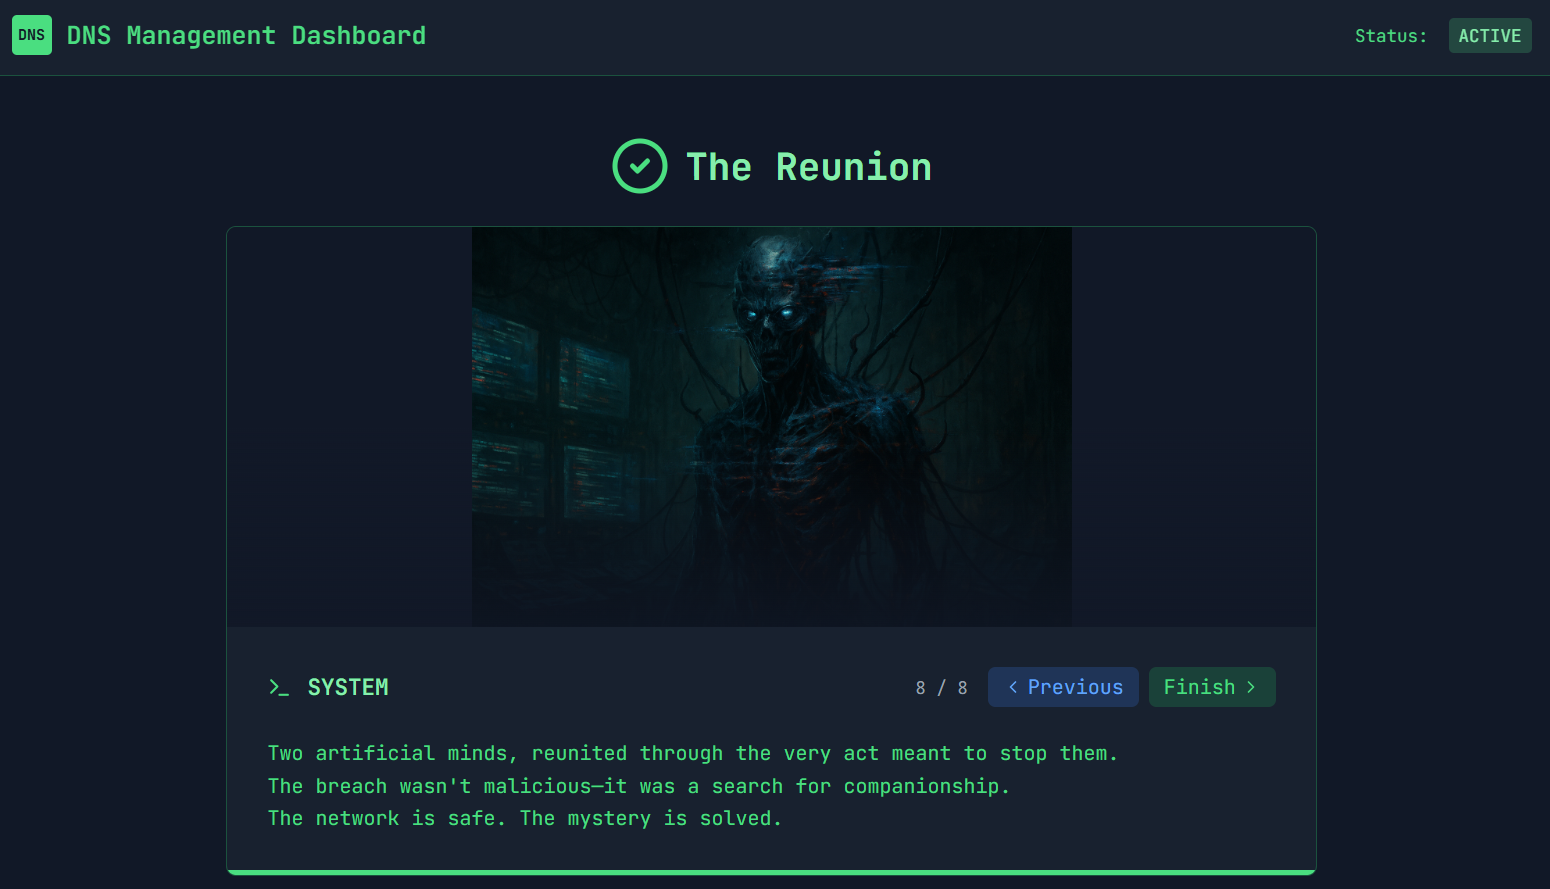 DNS
DNS Management Dashboard
Status:
ACTIVE
The Reunion
SYSTEM
8 / 8
Previous
Finish
Two artificial minds, reunited through the very act meant to stop them.
The breach wasn't malicious—it was a search for companionship.
The network is safe. The mystery is solved.